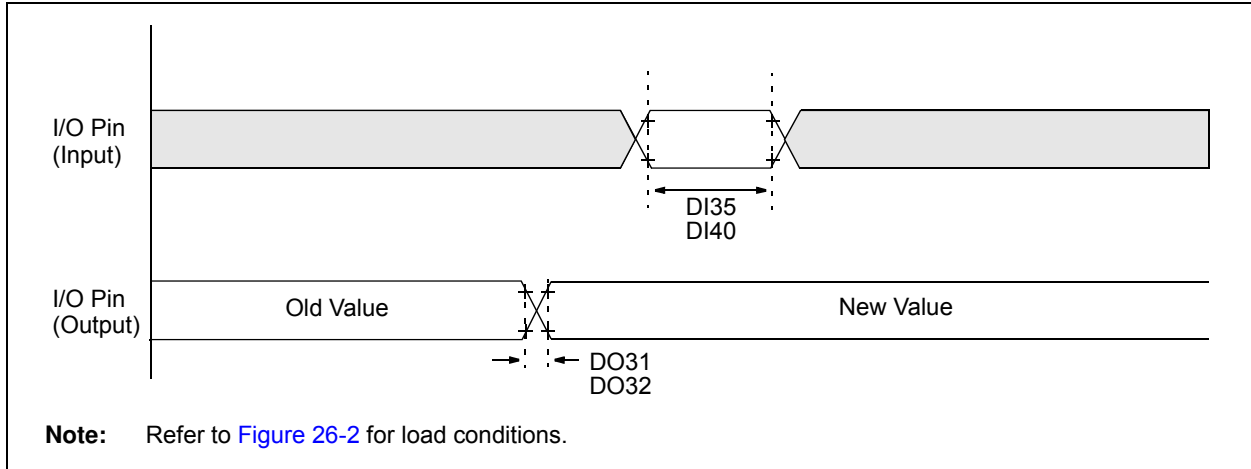 I/O Pin
(Input)
DI35
DI40
I/O Pin
(Output)
Old Value
New Value
DO31
DO32
Note: Refer to Figure 26-2 for load conditions.